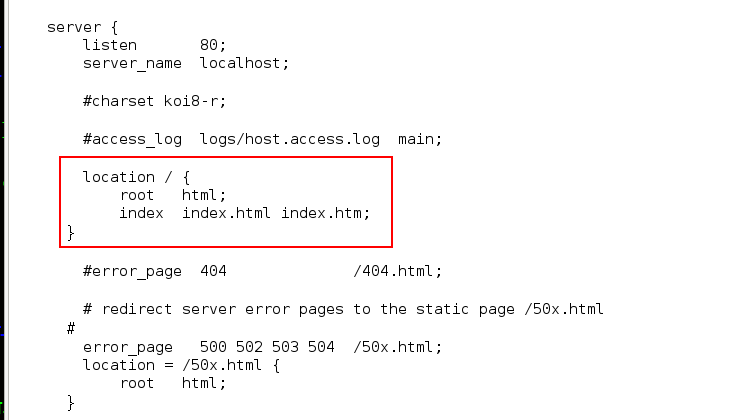 server {
listen 80;
server_name localhost;
#charset koi8-r;
#access_log logs/host.access.log main;
location / {
root html;
index index.html index.htm;
}
#error_page 404 /404.html;
# redirect server error pages to the static page /50x.html
#
error_page 500 502 503 504 /50x.html;
location = /50x.html {
root html;
}